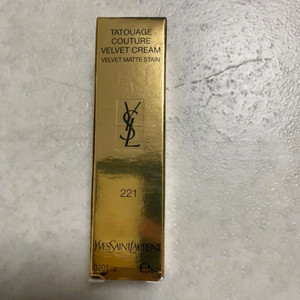 TATOUAGE
COUTURE
VELVET CREAM
VELVET MATTE STAIN
YSL
221
YVESSAINTLAURENT